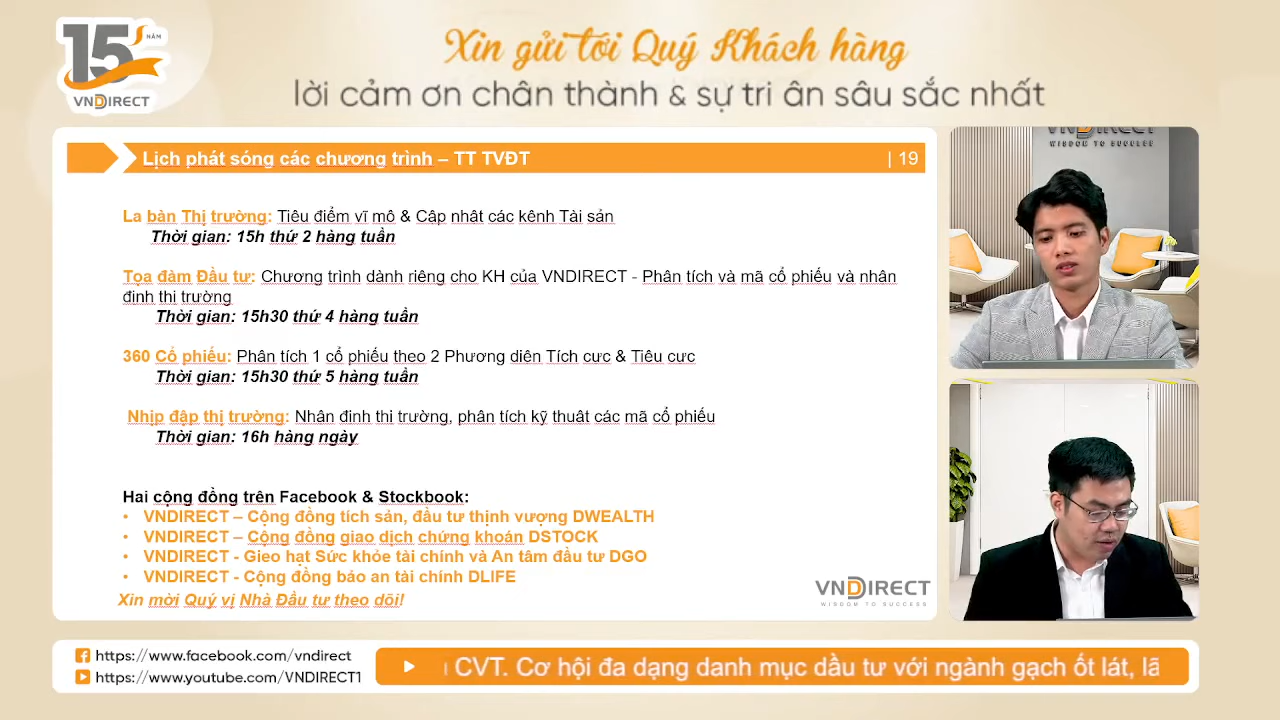 15 NĂM
VNDIRECT
Xin gửi tới Quý Khách hàng
lời cảm ơn chân thành & sự tri ân sâu sắc nhất
Lịch phát sóng các chương trình – TT TVĐT
| 19
La bàn Thị trường: Tiêu điểm vĩ mô & Cập nhật các kênh Tài sản
Thời gian: 15h thứ 2 hàng tuần
Tọa đàm Đầu tư: Chương trình dành riêng cho KH của VNDIRECT - Phân tích và mã cổ phiếu và nhân
định thị trường
Thời gian: 15h30 thứ 4 hàng tuần
360 Cổ phiếu: Phân tích 1 cổ phiếu theo 2 Phương diện Tích cực & Tiêu cực
Thời gian: 15h30 thứ 5 hàng tuần
Nhịp đập thị trường: Nhận định thị trường, phân tích kỹ thuật các mã cổ phiếu
Thời gian: 16h hàng ngày
Hai cộng đồng trên Facebook & Stockbook:
• VNDIRECT – Cộng đồng tích sản, đầu tư thịnh vượng DWEALTH
• VNDIRECT – Cộng đồng giao dịch chứng khoán DSTOCK
• VNDIRECT - Gieo hạt Sức khỏe tài chính và An tâm đầu tư DGO
• VNDIRECT - Cộng đồng bảo an tài chính DLIFE
Xin mời Quý vị Nhà Đầu tư theo dõi!
VNDIRECT
WISDOM TO SUCCESS
VNDIRECT
WISDOM TO SUCCESS
https://www.facebook.com/vndirect
https://www.youtube.com/VNDIRECT1
CVT. Cơ hội đa dạng danh mục đầu tư với ngành gạch ốt lát, lã